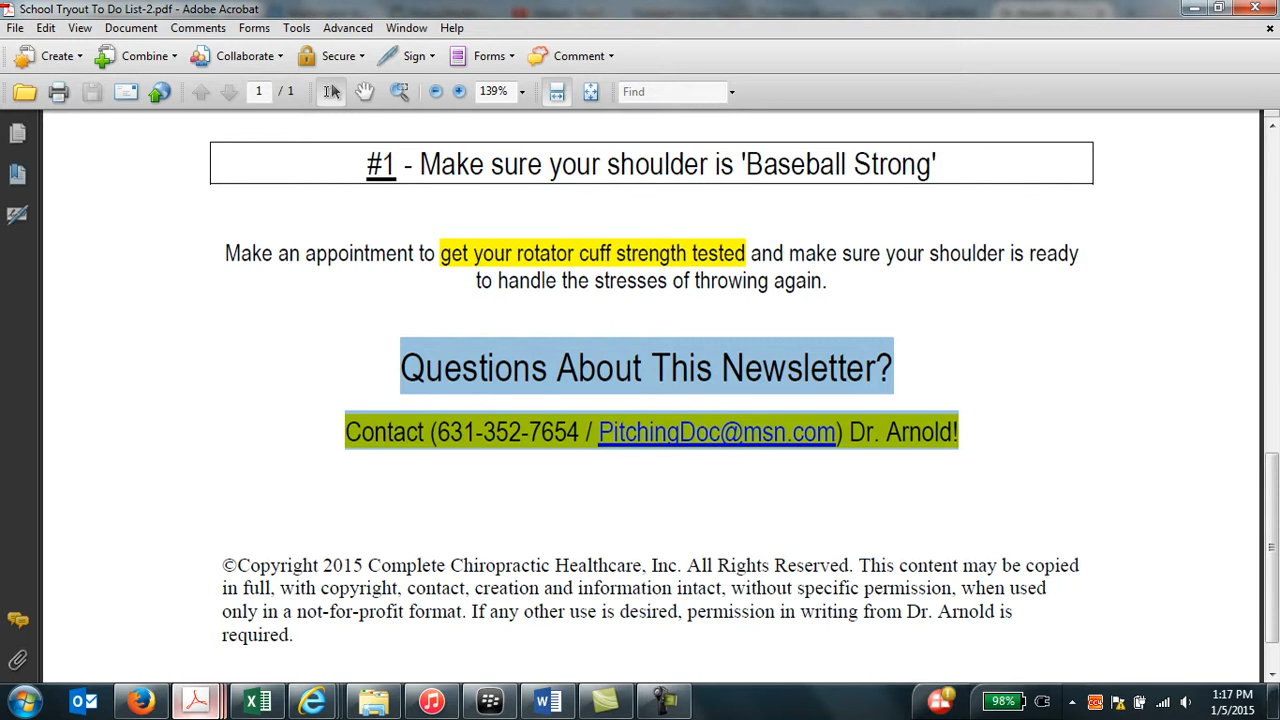 School Tryout To Do List-2.pdf - Adobe Acrobat
File Edit View Document Comments Forms Tools Advanced Window Help
Create Combine Collaborate Secure Sign Forms Comment
1 / 1 139% Find
#1 - Make sure your shoulder is 'Baseball Strong'
Make an appointment to get your rotator cuff strength tested and make sure your shoulder is ready
to handle the stresses of throwing again.
Questions About This Newsletter?
Contact (631-352-7654 / PitchingDoc@msn.com) Dr. Arnold!
©Copyright 2015 Complete Chiropractic Healthcare, Inc. All Rights Reserved. This content may be copied
in full, with copyright, contact, creation and information intact, without specific permission, when used
only in a not-for-profit format. If any other use is desired, permission in writing from Dr. Arnold is
required.
98%
1:17 PM
1/5/2015